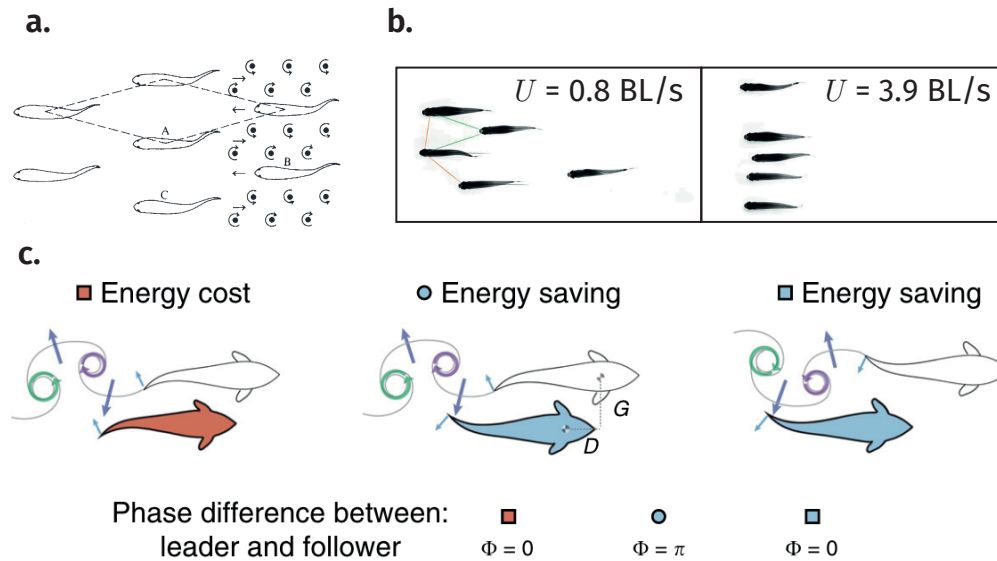 a.
A
B
C
b.
U = 0.8 BL/s
U = 3.9 BL/s
c.
Energy cost
Energy saving
Energy saving
G
D
Phase difference between:
leader and follower
Φ = 0
Φ = π
Φ = 0